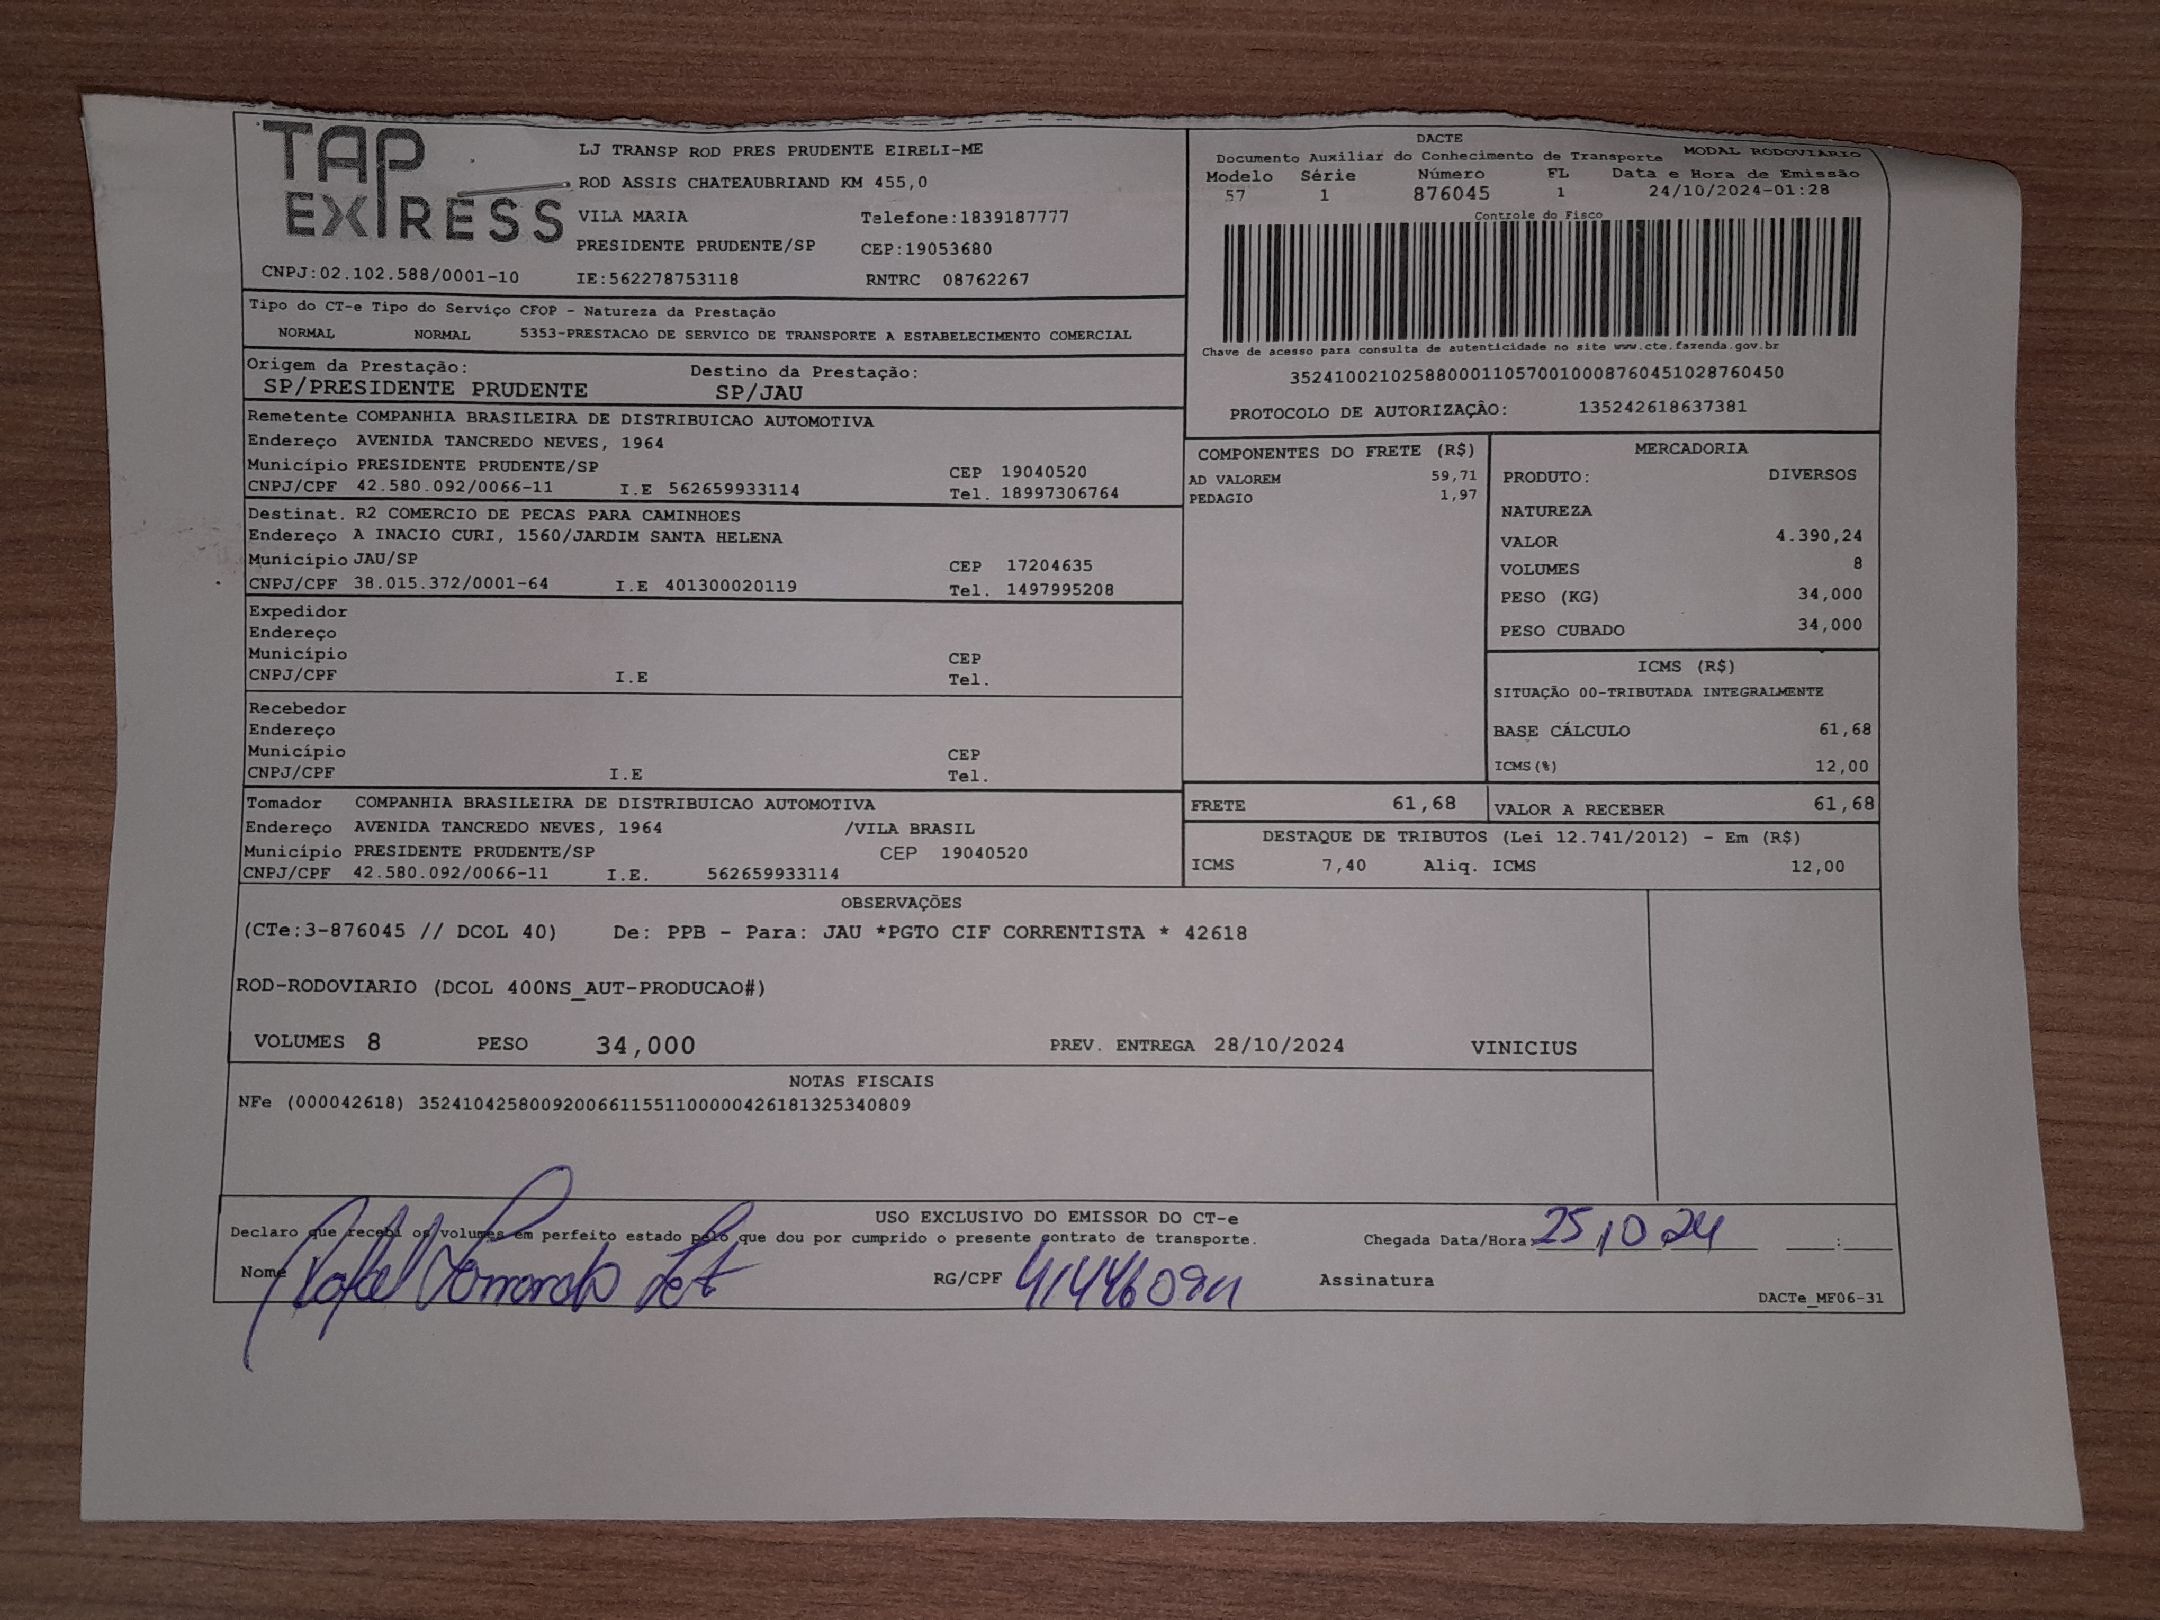 TAP
EXPRESS
LJ TRANSP ROD PRES PRUDENTE EIRELI-ME
ROD ASSIS CHATEAUBRIAND KM 455,0
VILA MARIA Telefone:1839187777
PRESIDENTE PRUDENTE/SP CEP:19053680
CNPJ:02.102.588/0001-10 IE:562278753118 RNTRC 08762267
DACTE
Documento Auxiliar do Conhecimento de Transporte MODAL RODOVIÁRIO
Modelo Série Número FL Data e Hora de Emissão
57 1 876045 1 24/10/2024-01:28
Controle do Fisco
Chave de acesso para consulta de autenticidade no site www.cte.fazenda.gov.br
35241002102588000110570010008760451028760450
PROTOCOLO DE AUTORIZAÇÃO: 135242618637381
Tipo do CT-e Tipo do Serviço CFOP - Natureza da Prestação
NORMAL NORMAL 5353-PRESTACAO DE SERVICO DE TRANSPORTE A ESTABELECIMENTO COMERCIAL
Origem da Prestação: Destino da Prestação:
SP/PRESIDENTE PRUDENTE SP/JAU
Remetente COMPANHIA BRASILEIRA DE DISTRIBUICAO AUTOMOTIVA
Endereço AVENIDA TANCREDO NEVES, 1964
Município PRESIDENTE PRUDENTE/SP CEP 19040520
CNPJ/CPF 42.580.092/0066-11 I.E 562659933114 Tel. 18997306764
Destinat. R2 COMERCIO DE PECAS PARA CAMINHOES
Endereço A INACIO CURI, 1560/JARDIM SANTA HELENA
Município JAU/SP CEP 17204635
CNPJ/CPF 38.015.372/0001-64 I.E 401300020119 Tel. 1497995208
Expedidor
Endereço
Município CEP
CNPJ/CPF I.E Tel.
Recebedor
Endereço
Município CEP
CNPJ/CPF I.E Tel.
Tomador COMPANHIA BRASILEIRA DE DISTRIBUICAO AUTOMOTIVA
Endereço AVENIDA TANCREDO NEVES, 1964 /VILA BRASIL
Município PRESIDENTE PRUDENTE/SP CEP 19040520
CNPJ/CPF 42.580.092/0066-11 I.E. 562659933114
COMPONENTES DO FRETE (R$)
AD VALOREM 59,71
PEDAGIO 1,97
MERCADORIA
PRODUTO: DIVERSOS
NATUREZA
VALOR 4.390,24
VOLUMES 8
PESO (KG) 34,000
PESO CUBADO 34,000
ICMS (R$)
SITUAÇÃO 00-TRIBUTADA INTEGRALMENTE
BASE CÁLCULO 61,68
ICMS(%) 12,00
FRETE 61,68 VALOR A RECEBER 61,68
DESTAQUE DE TRIBUTOS (Lei 12.741/2012) - Em (R$)
ICMS 7,40 Aliq. ICMS 12,00
OBSERVAÇÕES
(CTe:3-876045 // DCOL 40) De: PPB - Para: JAU *PGTO CIF CORRENTISTA * 42618
ROD-RODOVIARIO (DCOL 400NS_AUT-PRODUCAO#)
VOLUMES 8 PESO 34,000 PREV. ENTREGA 28/10/2024 VINICIUS
NOTAS FISCAIS
NFe (000042618) 35241042580092006611551100000426181325340809
USO EXCLUSIVO DO EMISSOR DO CT-e
Declaro que recebi os volumes em perfeito estado pelo que dou por cumprido o presente contrato de transporte. Chegada Data/Hora: 25 10 24 __:__
Nome Rafael RG/CPF Assinatura
DACTe_MF06-31